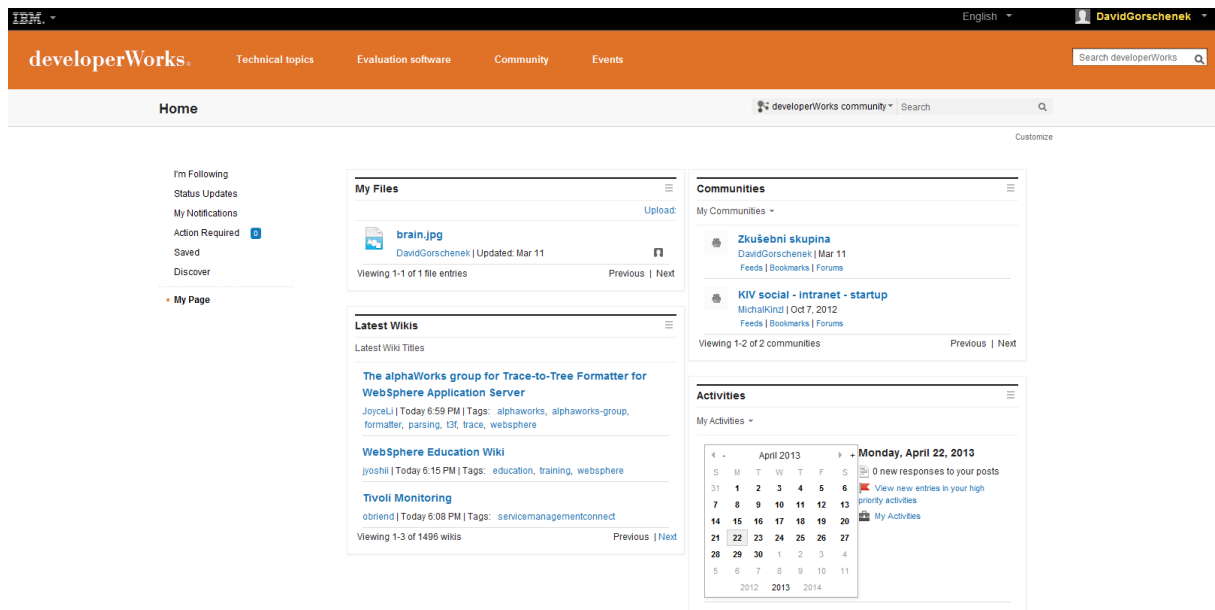 IBM.
English
DavidGorschenek
developerWorks.
Technical topics
Evaluation software
Community
Events
Search developerWorks
Home
developerWorks community
Search
Customize
I'm Following
Status Updates
My Notifications
Action Required 0
Saved
Discover
My Page
My Files
Upload:
brain.jpg
DavidGorschenek | Updated: Mar 11
Viewing 1-1 of 1 file entries
Previous | Next
Latest Wikis
Latest Wiki Titles
The alphaWorks group for Trace-to-Tree Formatter for
WebSphere Application Server
JoyceLi | Today 6:59 PM | Tags: alphaworks, alphaworks-group,
formatter, parsing, t3f, trace, websphere
WebSphere Education Wiki
jyoshii | Today 6:15 PM | Tags: education, training, websphere
Tivoli Monitoring
obriend | Today 6:08 PM | Tags: servicemanagementconnect
Viewing 1-3 of 1496 wikis
Previous | Next
Communities
My Communities
Zkušební skupina
DavidGorschenek | Mar 11
Feeds | Bookmarks | Forums
KIV social - intranet - startup
MichalKinzl | Oct 7, 2012
Feeds | Bookmarks | Forums
Viewing 1-2 of 2 communities
Previous | Next
Activities
My Activities
- April 2013 +
S M T W T F S
31 1 2 3 4 5 6
7 8 9 10 11 12 13
14 15 16 17 18 19 20
21 22 23 24 25 26 27
28 29 30 1 2 3 4
5 6 7 8 9 10 11
2012 2013 2014
Monday, April 22, 2013
0 new responses to your posts
View new entries in your high
priority activities
My Activities